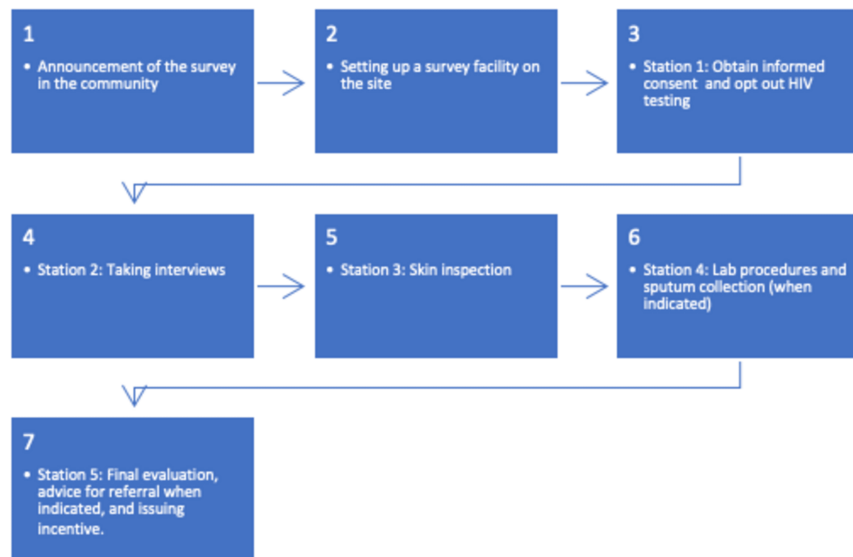 1
• Announcement of the survey
in the community
2
• Setting up a survey facility on
the site
3
• Station 1: Obtain informed
consent and opt out HIV
testing
4
• Station 2: Taking interviews
5
• Station 3: Skin inspection
6
• Station 4: Lab procedures and
sputum collection (when
indicated)
7
• Station 5: Final evaluation,
advice for referral when
indicated, and issuing
incentive.